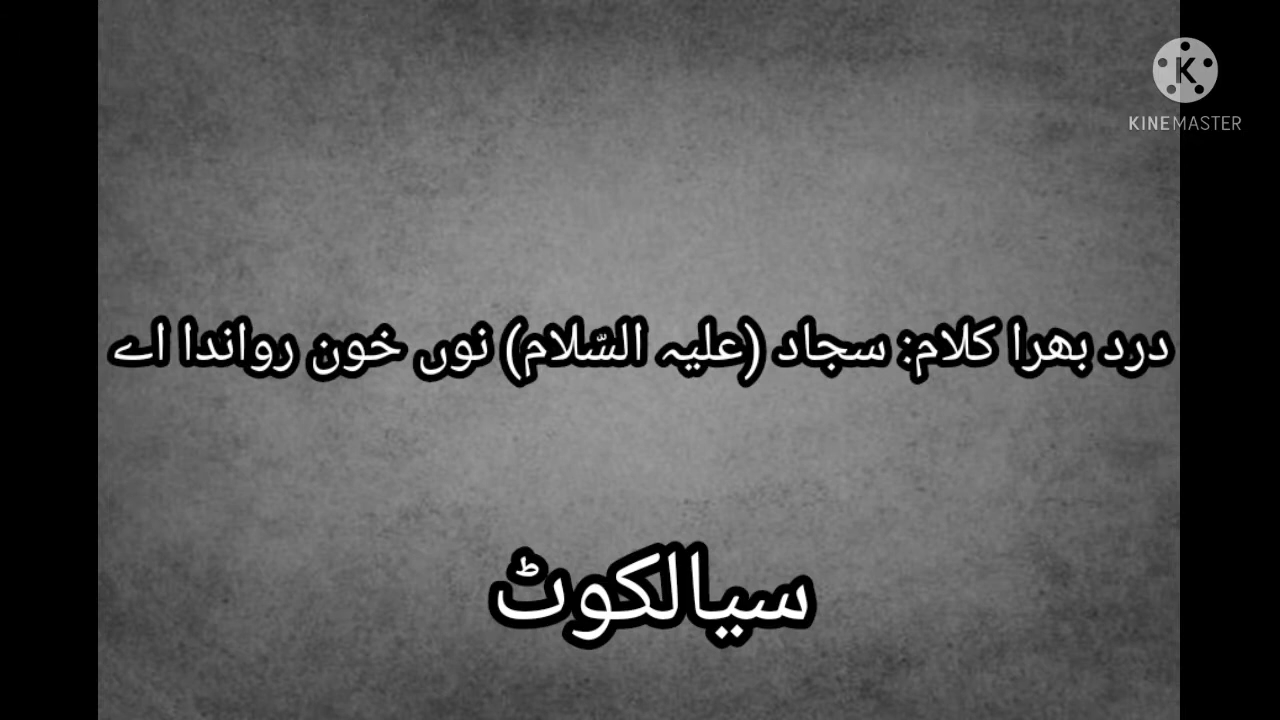 KINEMASTER
درد بھرا کلام: سجاد (علیہ السّلام) نوں خون رواندا اے
سیالکوٹ